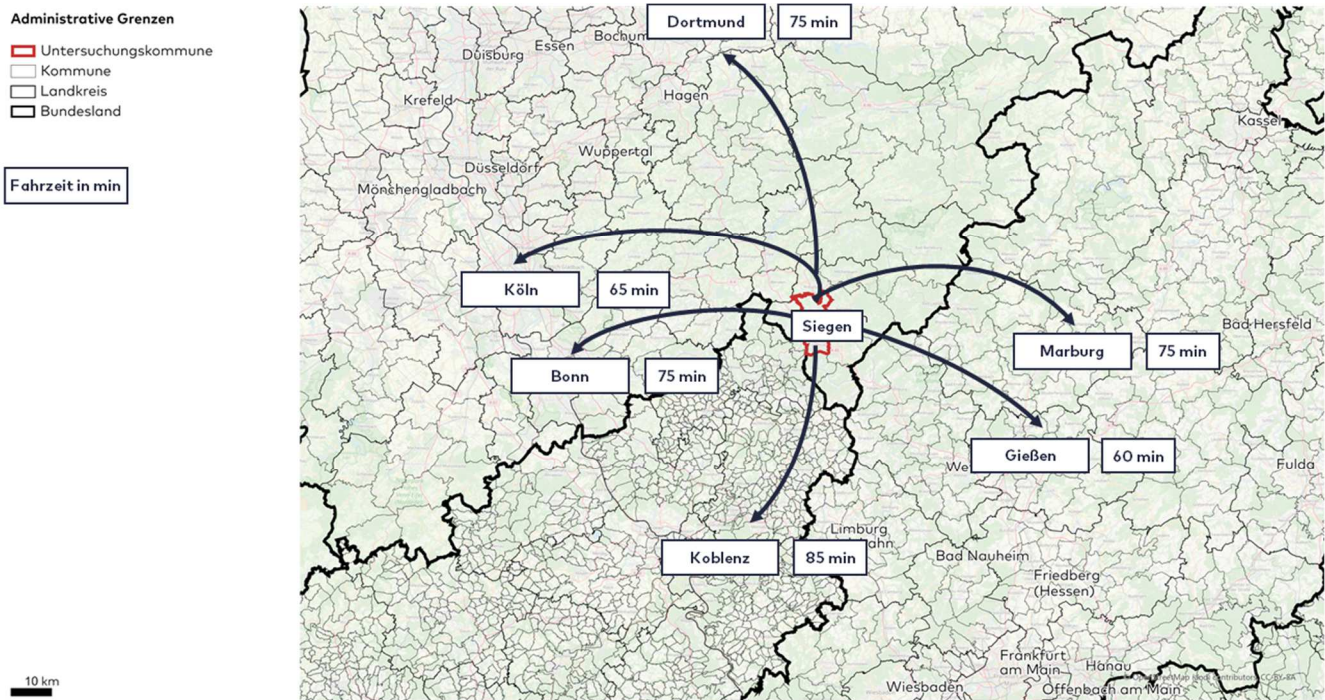 Administrative Grenzen
Untersuchungskommune
Kommune
Landkreis
Bundesland
Fahrzeit in min
10 km
Dortmund
75 min
Bochum
Essen
Duisburg
Hagen
Krefeld
Kassel
Wuppertal
Düsseldorf
Mönchengladbach
Köln
65 min
Siegen
Bad Hersfeld
Marburg
75 min
Bonn
75 min
Gießen
60 min
We
Fulda
Limburg
ahn
Koblenz
85 min
Bad Nauheim
Friedberg
(Hessen)
Frankfurt
am Main
Hanau
Wiesbaden
Offenbach am Main